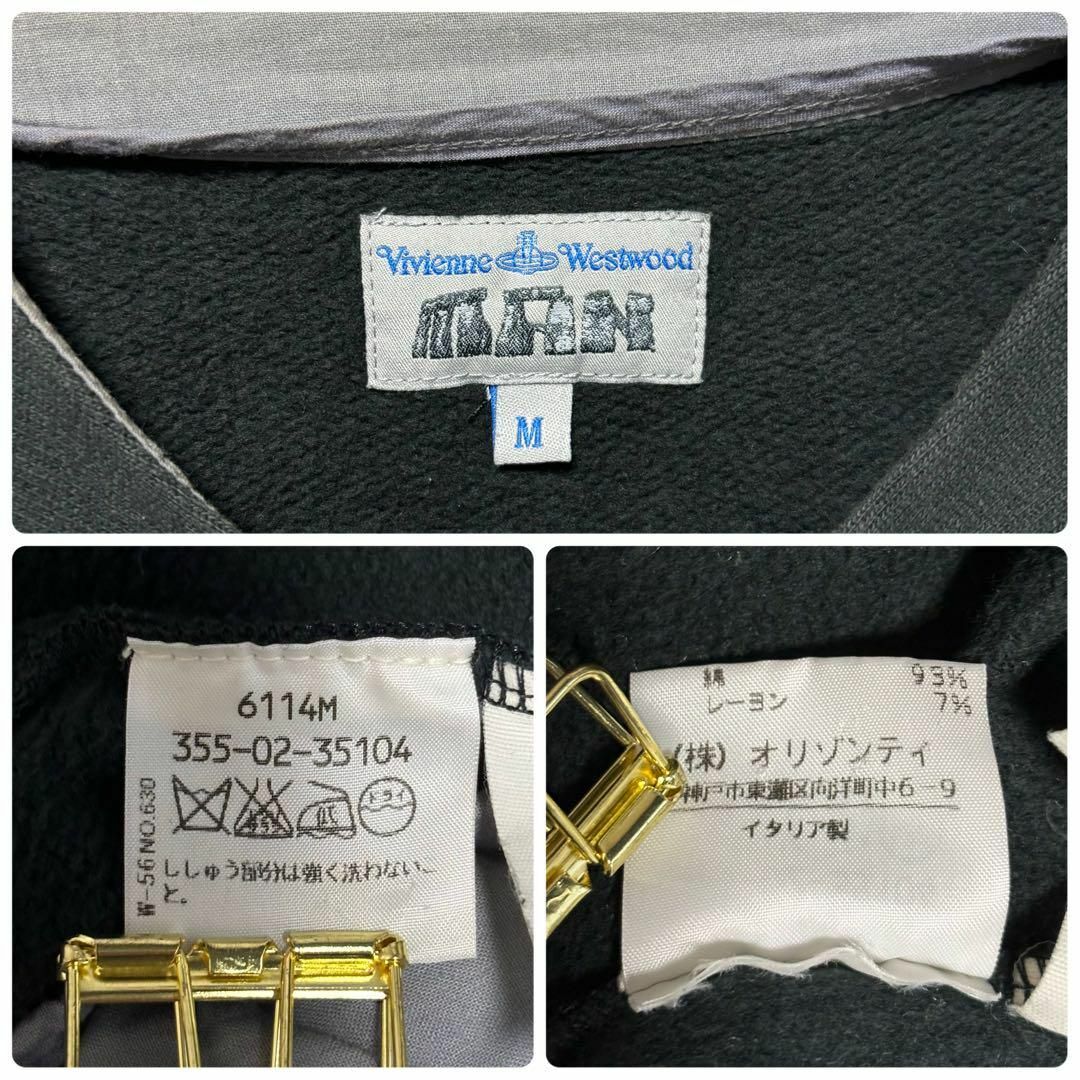 Vivienne Westwood
MAN
M
6114M
355-02-35104
W-56 NO.630
ししゅう部分は強く洗わない
と。
綿 93%
レーヨン 7%
(株) オリゾンティ
神戸市東灘区向洋町中6-9
イタリア製